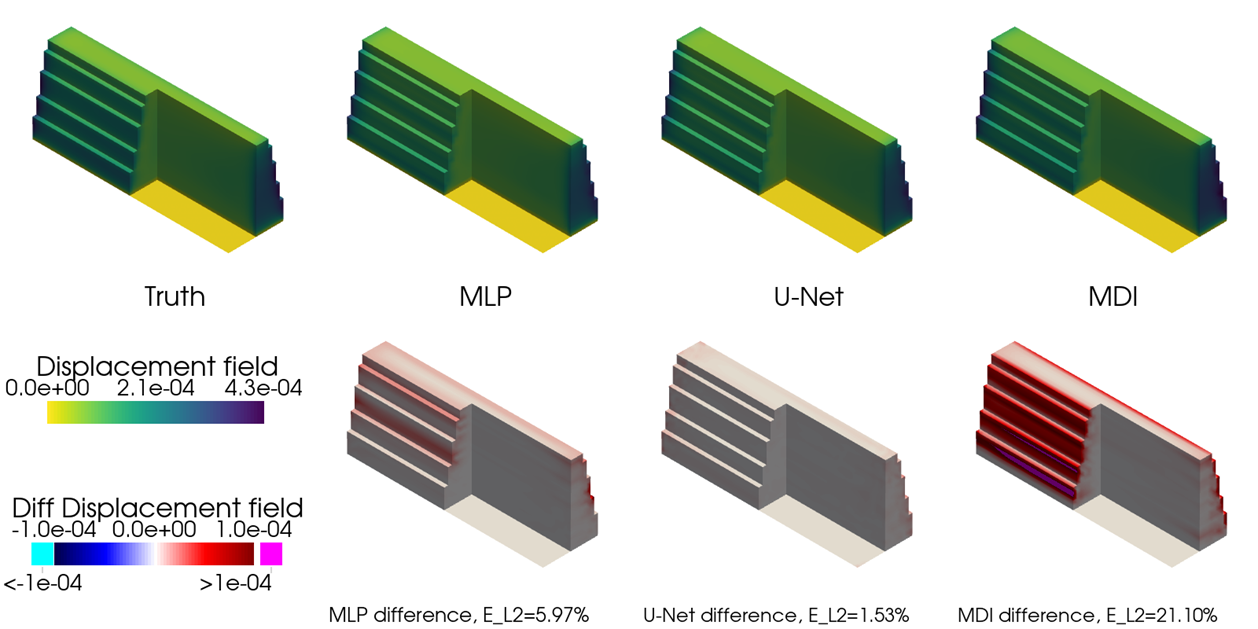 Truth
MLP
U-Net
MDI
Displacement field
0.0e+00 2.1e-04 4.3e-04
Diff Displacement field
-1.0e-04 0.0e+00 1.0e-04
<-1e-04 >1e-04
MLP difference, E_L2=5.97%
U-Net difference, E_L2=1.53%
MDI difference, E_L2=21.10%